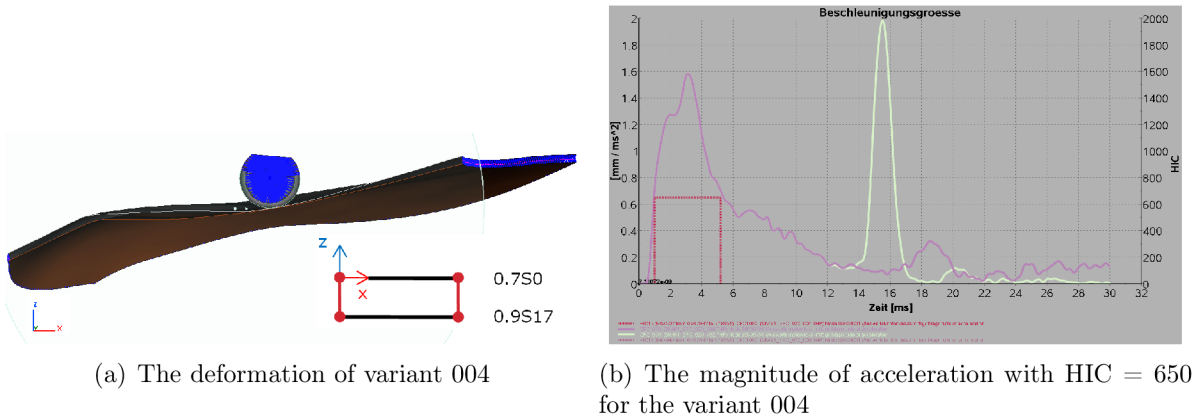 z
x
0.7S0
0.9S17
z
Y
x
(a) The deformation of variant 004
Beschleunigungsgroesse
2
1.8
1.6
1.4
1.2
1
0.8
0.6
0.4
0.2
0
[mm / ms^2]
2000
1800
1600
1400
1200
1000
800
600
400
200
0
HIC
0 2 4 6 8 10 12 14 16 18 20 22 24 26 28 30 32
Zeit [ms]
(b) The magnitude of acceleration with HIC = 650
for the variant 004